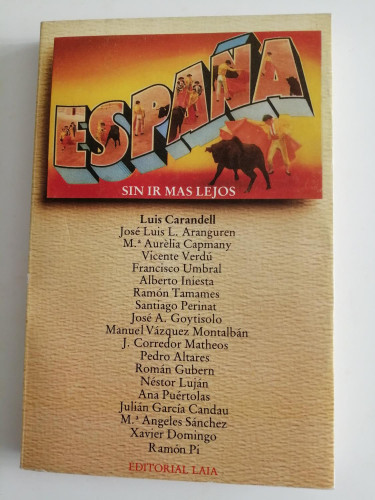 ESPAÑA
SIN IR MAS LEJOS
Luis Carandell
José Luis L. Aranguren
M.ª Aurèlia Capmany
Vicente Verdú
Francisco Umbral
Alberto Iniesta
Ramón Tamames
Santiago Perinat
José A. Goytisolo
Manuel Vázquez Montalbán
J. Corredor Matheos
Pedro Altares
Román Gubern
Néstor Luján
Ana Puértolas
Julián García Candau
M.ª Angeles Sánchez
Xavier Domingo
Ramón Pi
EDITORIAL LAIA